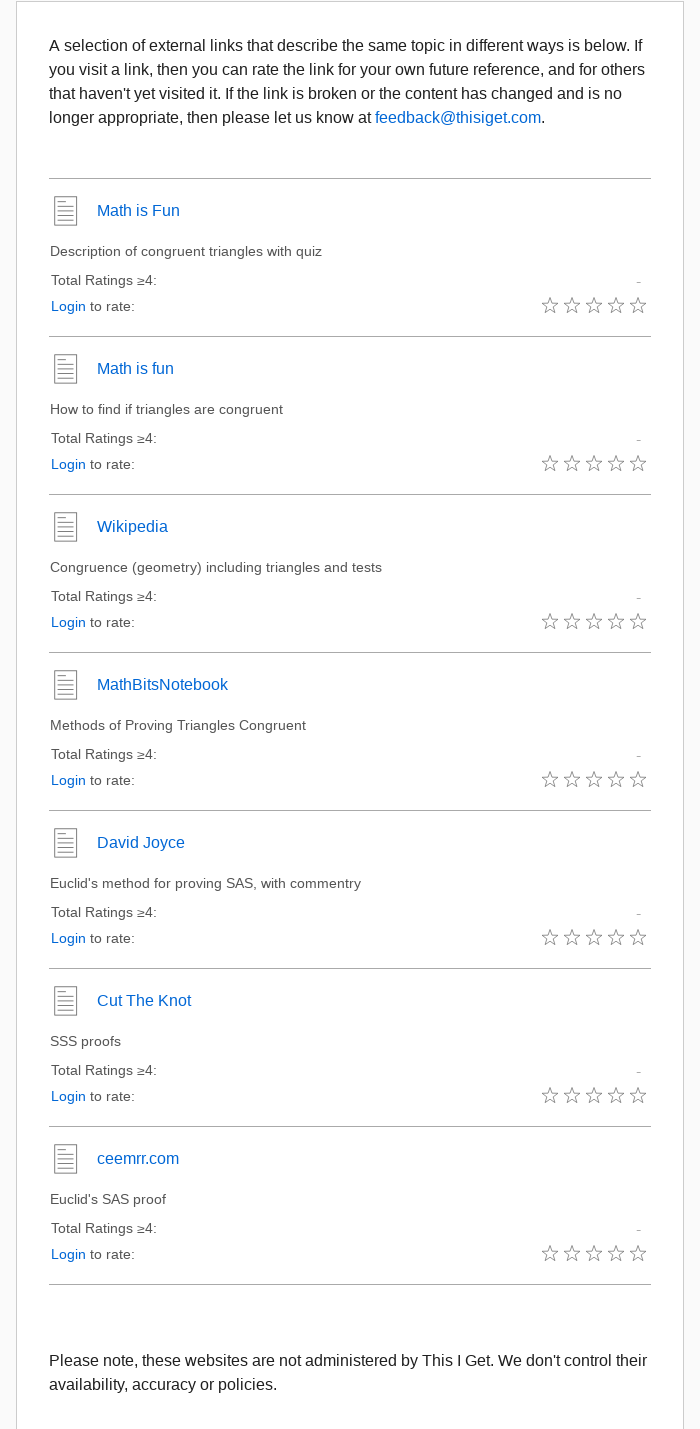 A selection of external links that describe the same topic in different ways is below. If
you visit a link, then you can rate the link for your own future reference, and for others
that haven't yet visited it. If the link is broken or the content has changed and is no
longer appropriate, then please let us know at feedback@thisiget.com.
Math is Fun
Description of congruent triangles with quiz
Total Ratings ≥4: -
Login to rate:
Math is fun
How to find if triangles are congruent
Total Ratings ≥4: -
Login to rate:
Wikipedia
Congruence (geometry) including triangles and tests
Total Ratings ≥4: -
Login to rate:
MathBitsNotebook
Methods of Proving Triangles Congruent
Total Ratings ≥4: -
Login to rate:
David Joyce
Euclid's method for proving SAS, with commentry
Total Ratings ≥4: -
Login to rate:
Cut The Knot
SSS proofs
Total Ratings ≥4: -
Login to rate:
ceemrr.com
Euclid's SAS proof
Total Ratings ≥4: -
Login to rate:
Please note, these websites are not administered by This I Get. We don't control their
availability, accuracy or policies.